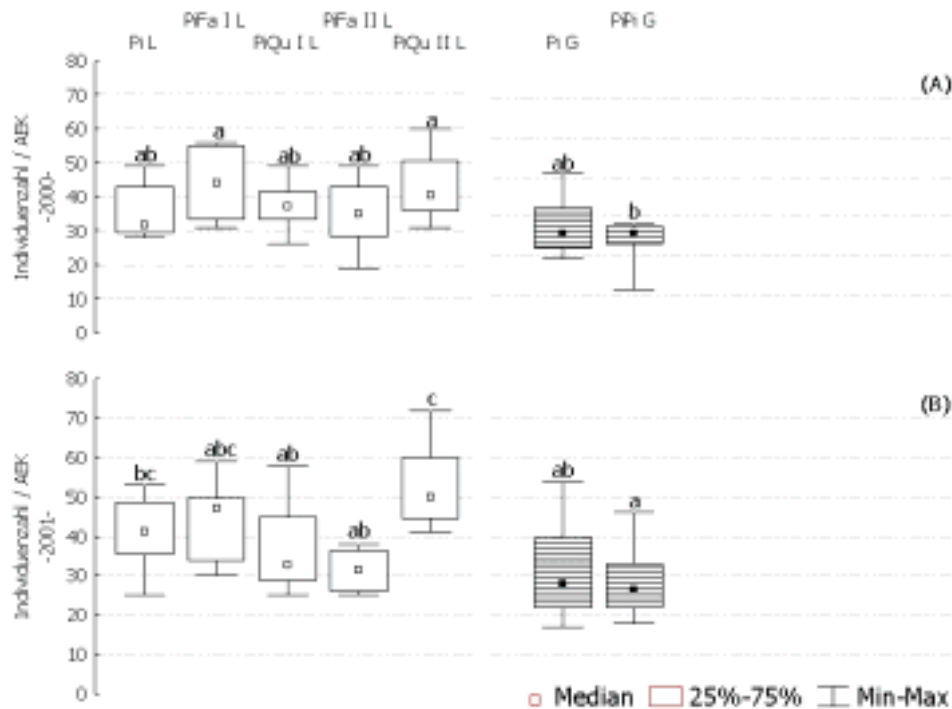 PiFa I L PiFa II L PiPi G
Pi L PiQu I L PiQu II L Pi G
80
(A)
70
60
a a
ab ab ab ab
50
40
b
30
20
10
0
Individuenzahl / AEK
-2000-
80
(B)
c
70
60
abc ab ab
bc
a
50
40
ab
30
20
10
0
Individuenzahl / AEK
-2001-
Median 25%-75% Min-Max